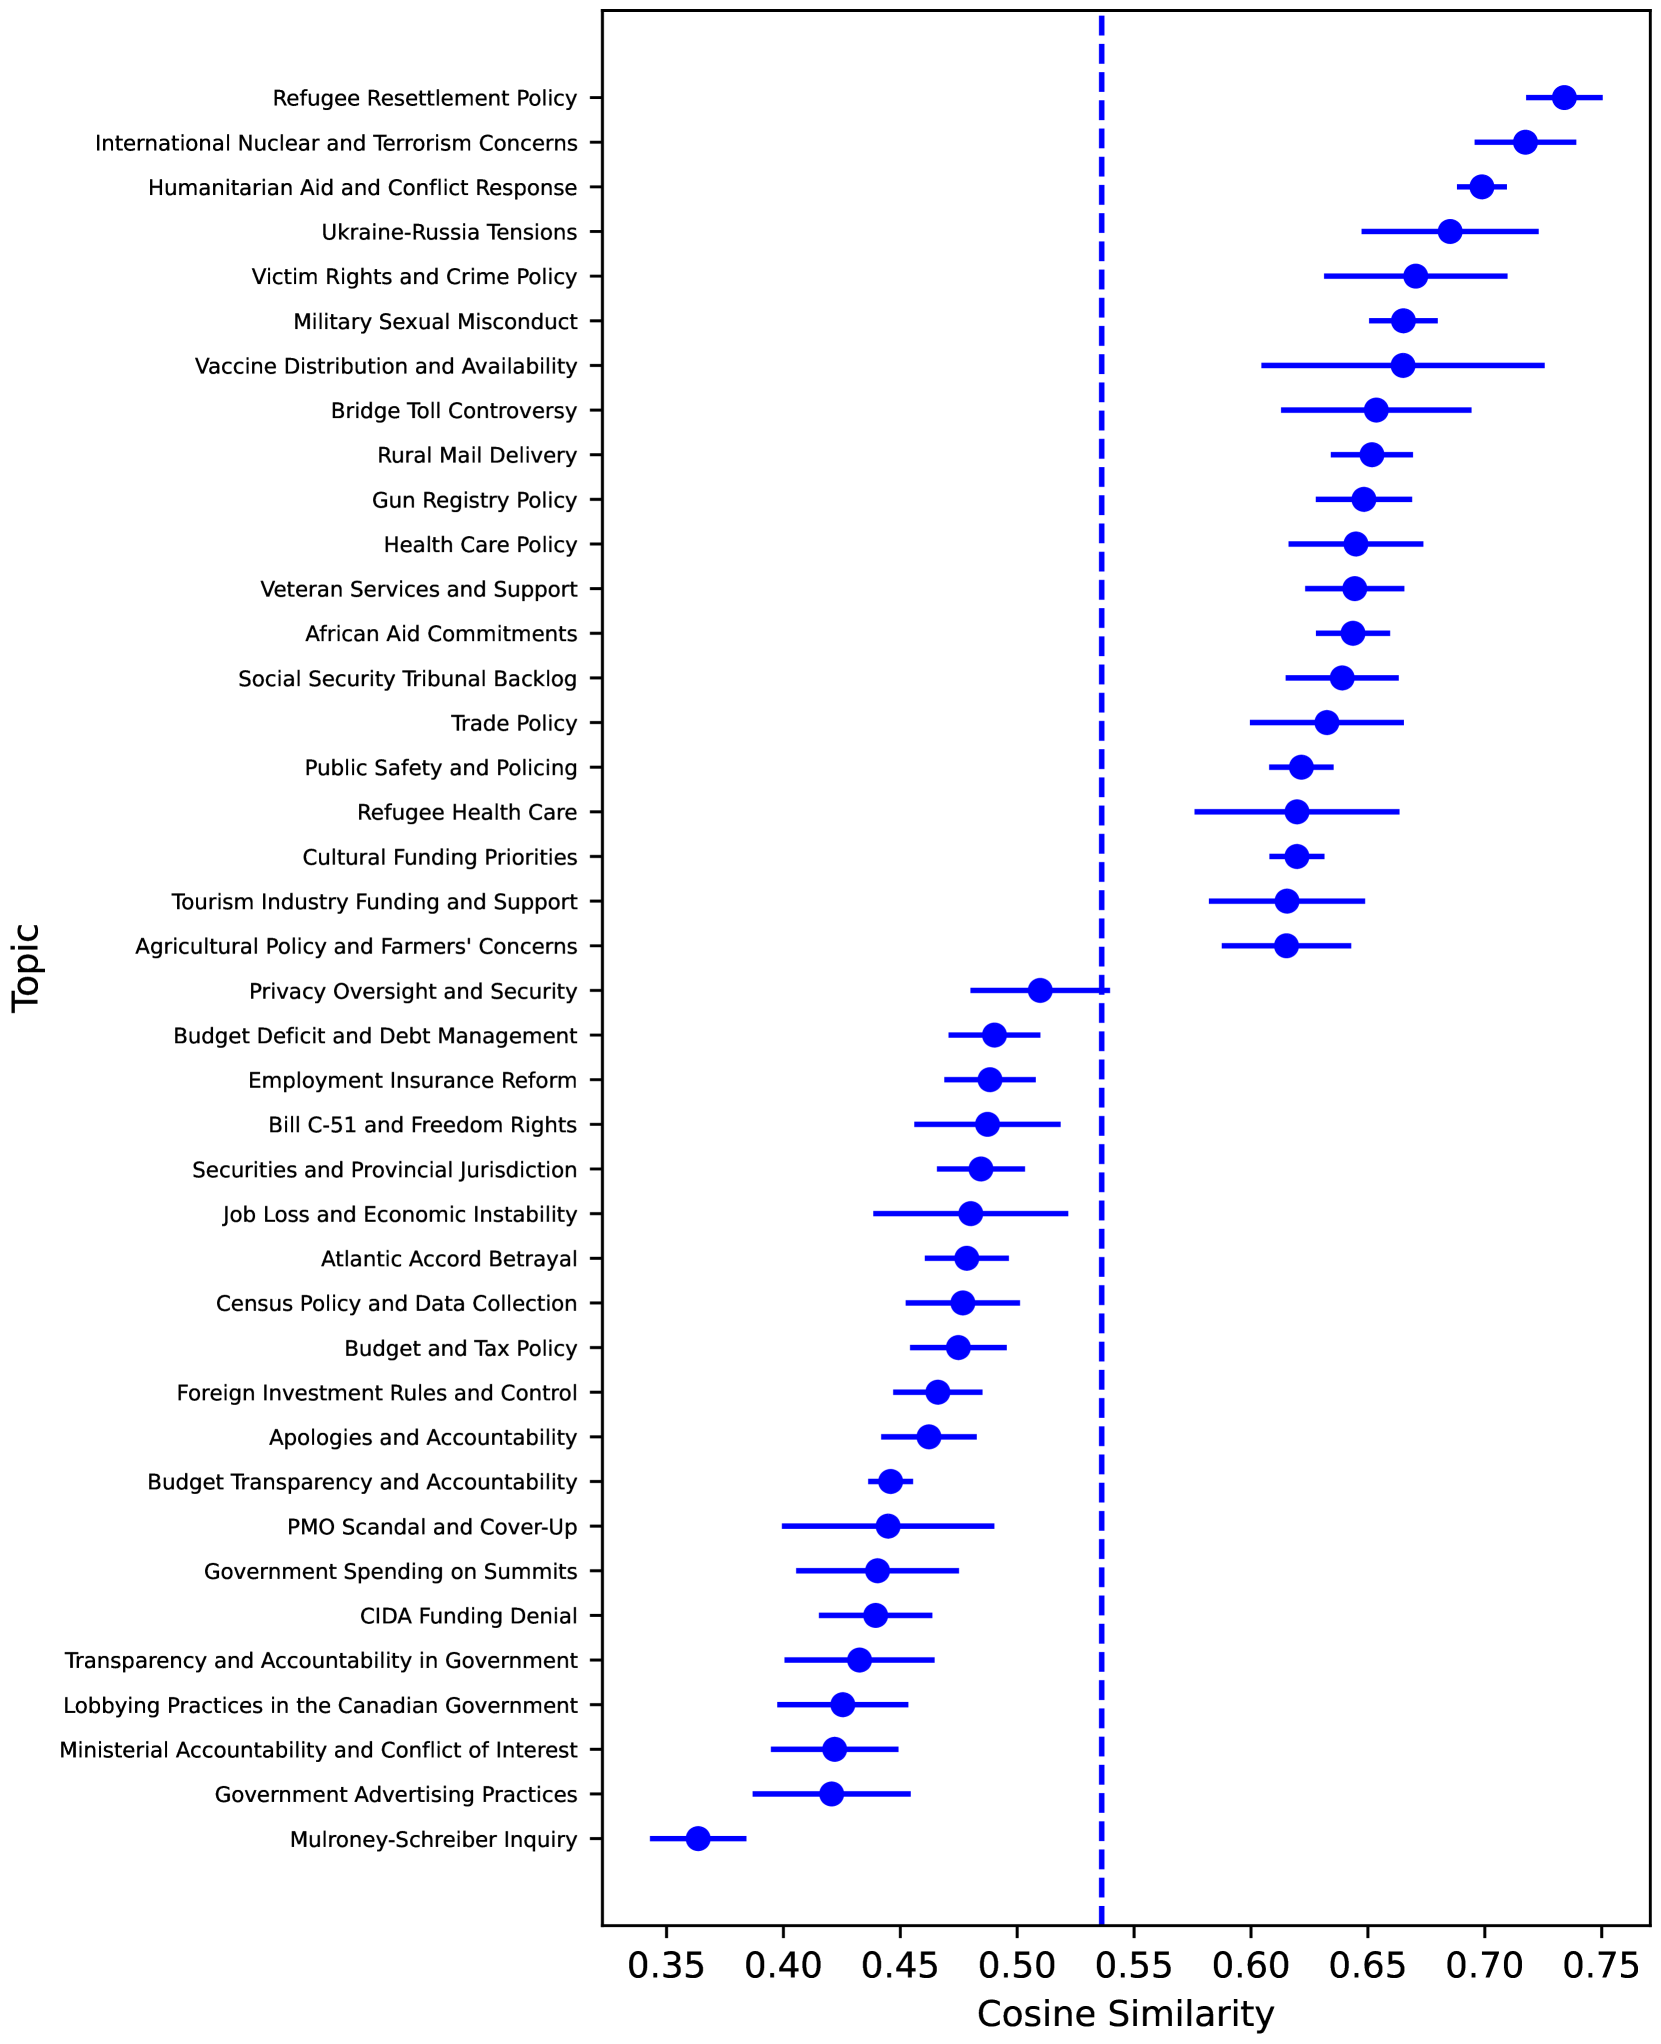 Refugee Resettlement Policy
International Nuclear and Terrorism Concerns
Humanitarian Aid and Conflict Response
Ukraine-Russia Tensions
Victim Rights and Crime Policy
Military Sexual Misconduct
Vaccine Distribution and Availability
Bridge Toll Controversy
Rural Mail Delivery
Gun Registry Policy
Health Care Policy
Veteran Services and Support
African Aid Commitments
Social Security Tribunal Backlog
Trade Policy
Public Safety and Policing
Refugee Health Care
Cultural Funding Priorities
Tourism Industry Funding and Support
Agricultural Policy and Farmers' Concerns
Privacy Oversight and Security
Budget Deficit and Debt Management
Employment Insurance Reform
Bill C-51 and Freedom Rights
Securities and Provincial Jurisdiction
Job Loss and Economic Instability
Atlantic Accord Betrayal
Census Policy and Data Collection
Budget and Tax Policy
Foreign Investment Rules and Control
Apologies and Accountability
Budget Transparency and Accountability
PMO Scandal and Cover-Up
Government Spending on Summits
CIDA Funding Denial
Transparency and Accountability in Government
Lobbying Practices in the Canadian Government
Ministerial Accountability and Conflict of Interest
Government Advertising Practices
Mulroney-Schreiber Inquiry
Topic
0.35 0.40 0.45 0.50 0.55 0.60 0.65 0.70 0.75
Cosine Similarity